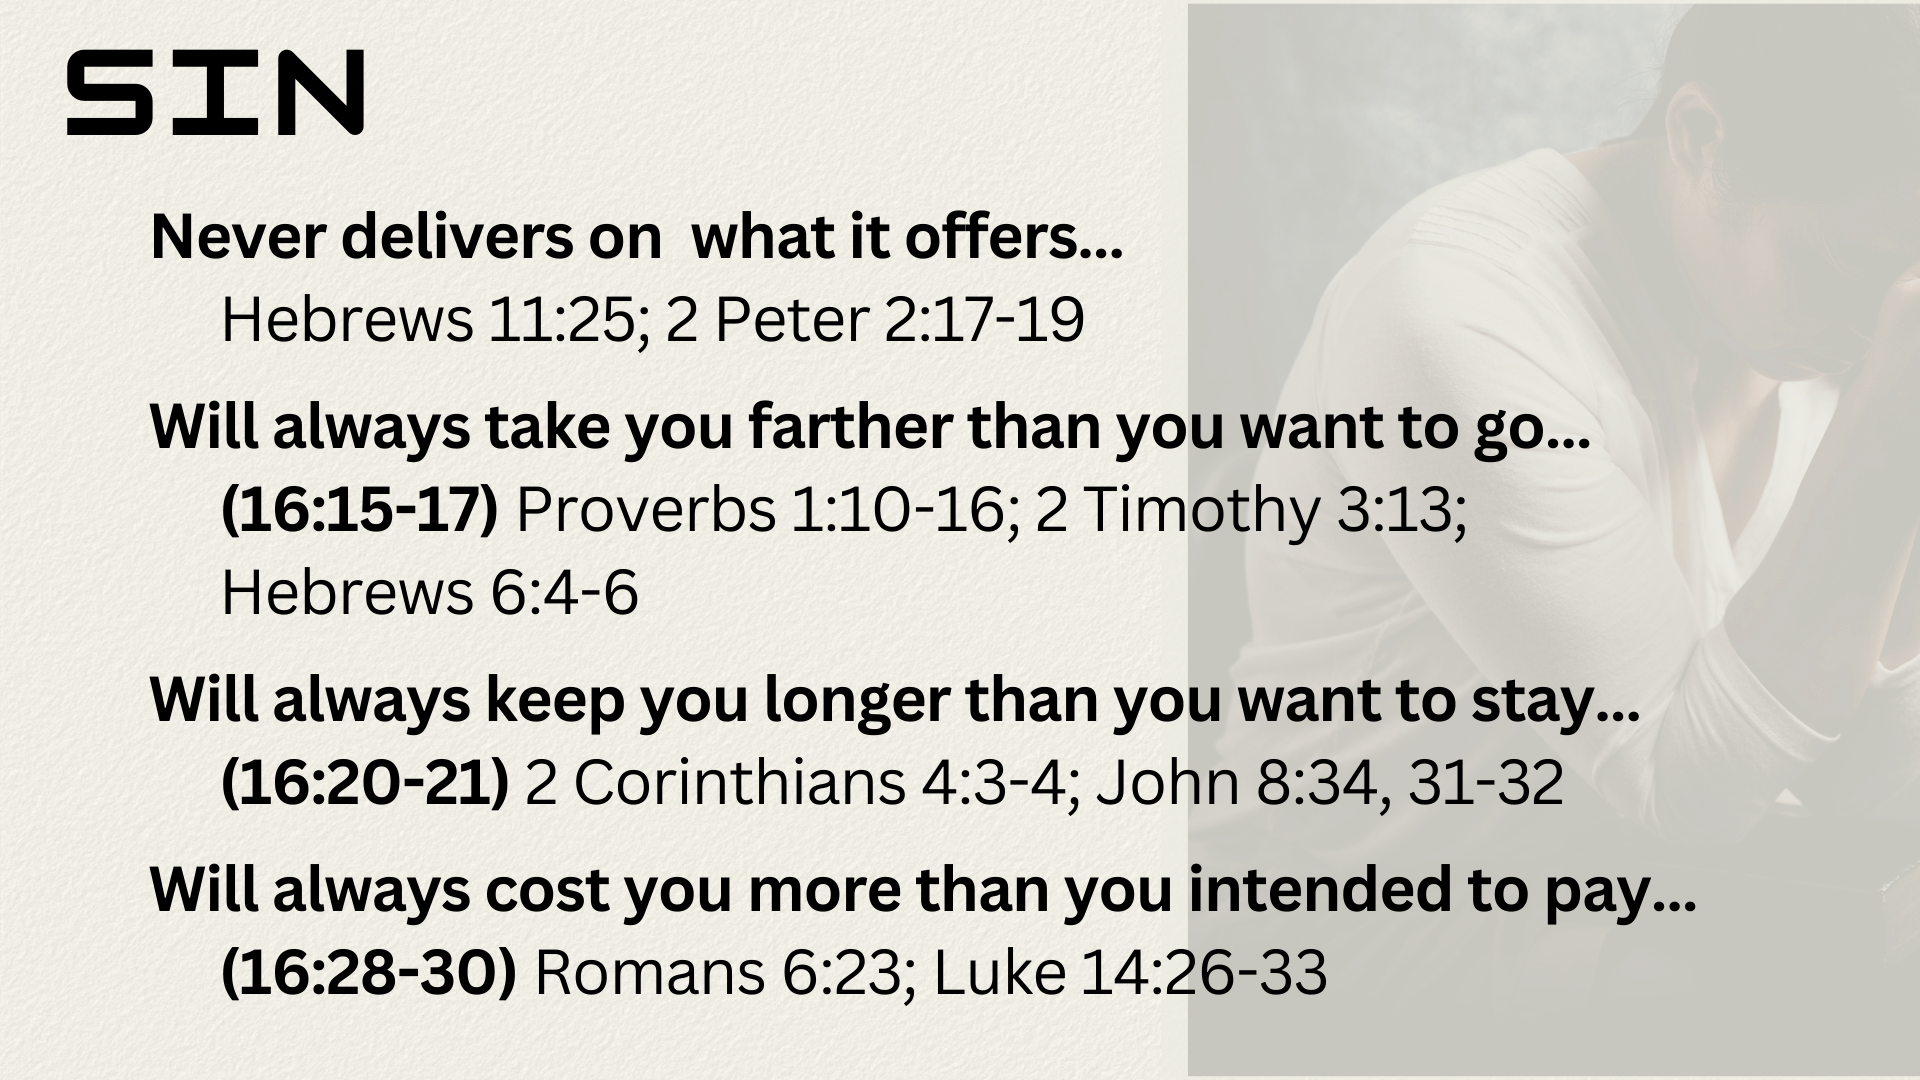 SIN
Never delivers on  what it offers...
Hebrews 11:25; 2 Peter 2:17-19
Will always take you farther than you want to go...
(16:15-17) Proverbs 1:10-16; 2 Timothy 3:13;
Hebrews 6:4-6
Will always keep you longer than you want to stay...
(16:20-21) 2 Corinthians 4:3-4; John 8:34, 31-32
Will always cost you more than you intended to pay...
(16:28-30) Romans 6:23; Luke 14:26-33